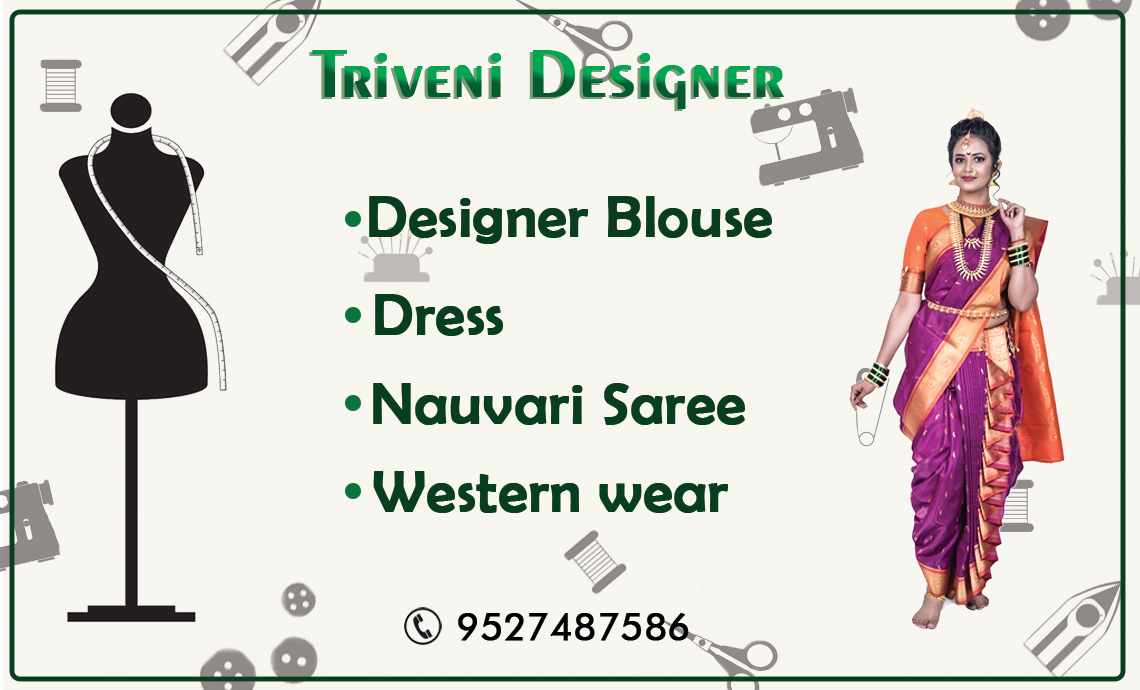 Triveni Designer
•Designer Blouse
• Dress
• Nauvari Saree
• Western wear
9527487586